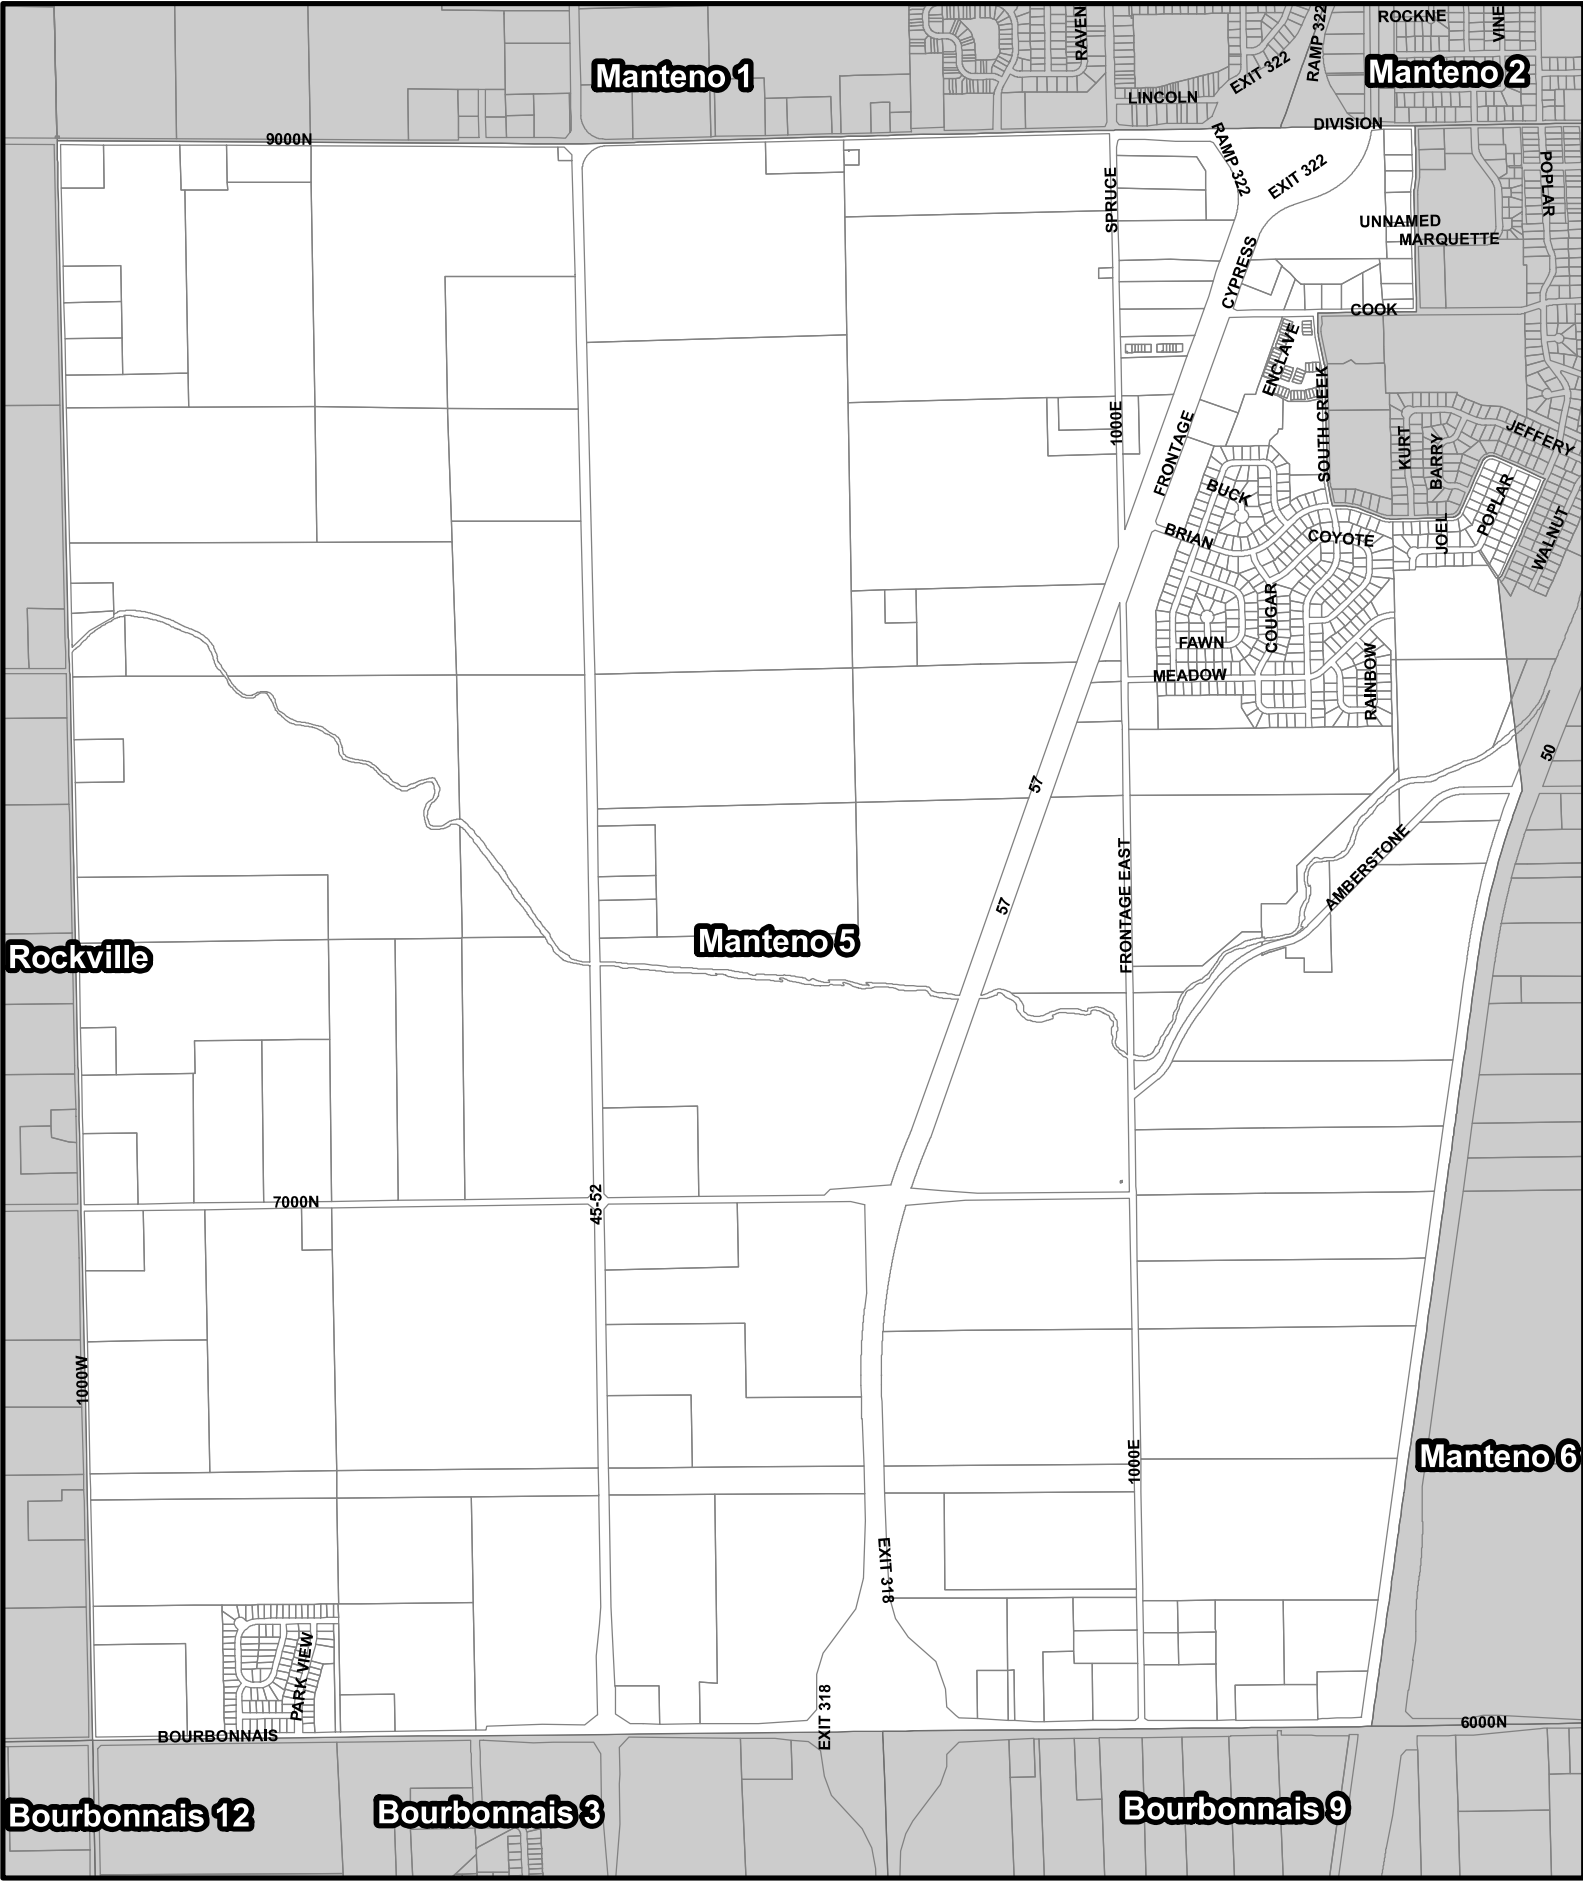 ROCKNE
VINE
RAVEN
RAMP 322
EXIT 322
Manteno 1
Manteno 2
LINCOLN
DIVISION
9000N
RAMP 322
EXIT 322
POPLAR
SPRUCE
UNNAMED
MARQUETTE
CYPRESS
COOK
ENCLAVE
SOUTH CREEK
1000E
FRONTAGE
KURT
BARRY
JEFFERY
BUCK
POPLAR
BRIAN
COYOTE
JOEL
WALNUT
COUGAR
FAWN
MEADOW
RAINBOW
50
57
AMBERSTONE
57
FRONTAGE EAST
Manteno 5
Rockville
7000N
45-52
1000W
1000E
Manteno 6
EXIT 318
PARK VIEW
EXIT 318
BOURBONNAIS
6000N
Bourbonnais 12
Bourbonnais 3
Bourbonnais 9